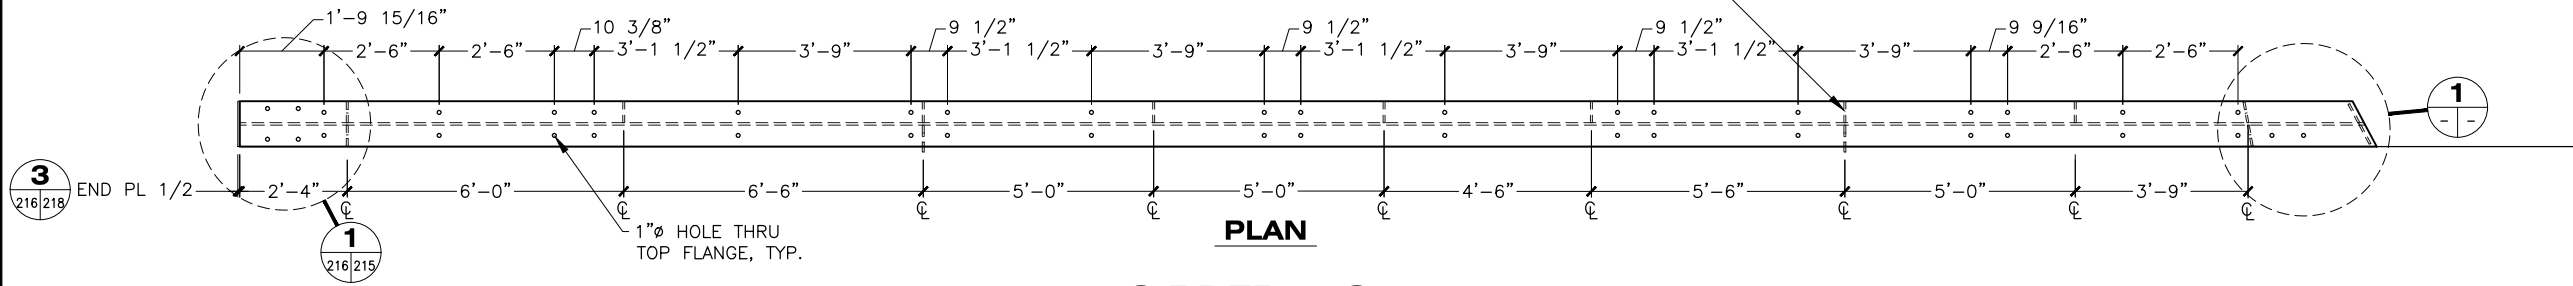 1'-9 15/16"
10 3/8"
9 1/2"
9 1/2"
9 1/2"
9 9/16"
2'-6" 2'-6" 3'-1 1/2" 3'-9" 3'-1 1/2" 3'-9" 3'-1 1/2" 3'-9" 3'-1 1/2" 3'-9" 2'-6" 2'-6"
1
- -
3
216 218
END PL 1/2
2'-4" 6'-0" 6'-6" 5'-0" 5'-0" 4'-6" 5'-6" 5'-0" 3'-9"
℄ ℄ ℄ ℄ ℄ ℄ ℄ ℄ ℄
1
216 215
1"ø HOLE THRU
TOP FLANGE, TYP.
PLAN